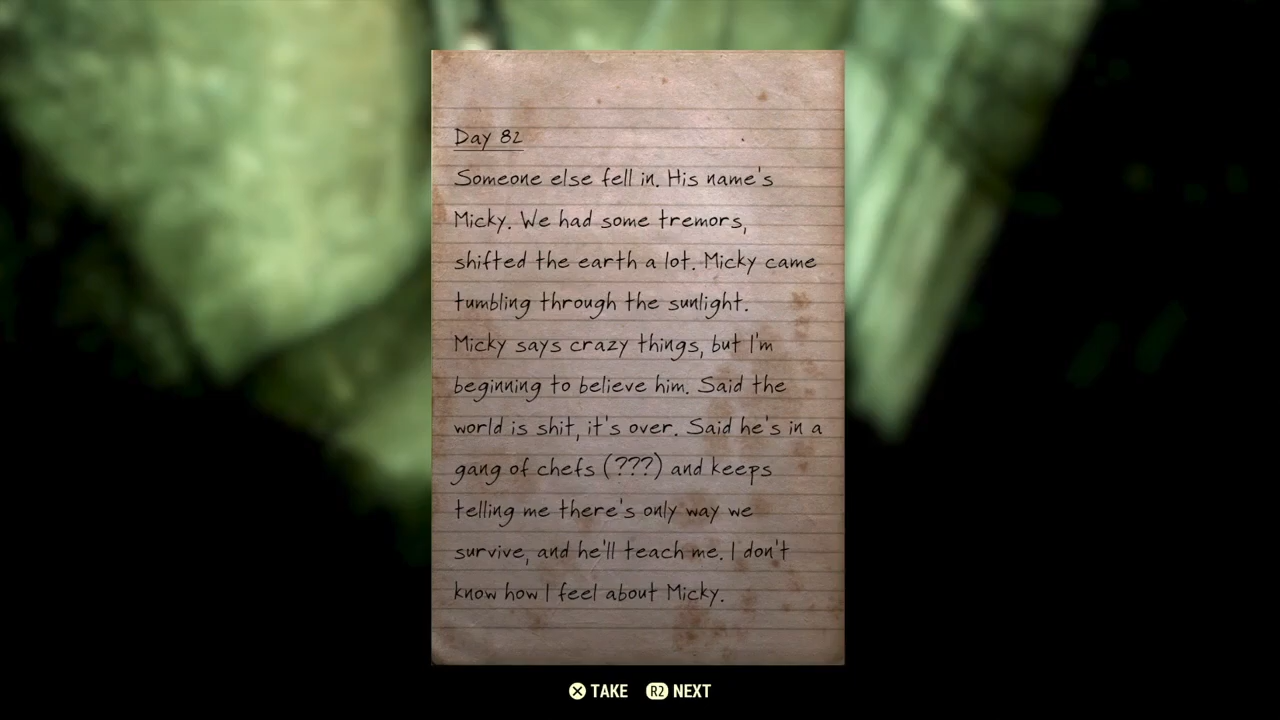 Day 82
Someone else fell in. His name's
Micky. We had some tremors,
shifted the earth a lot. Micky came
tumbling through the sunlight.
Micky says crazy things, but I'm
beginning to believe him. Said the
world is shit, it's over. Said he's in a
gang of chefs (???) and keeps
telling me there's only way we
survive, and he'll teach me. I don't
know how I feel about Micky.
TAKE R2 NEXT